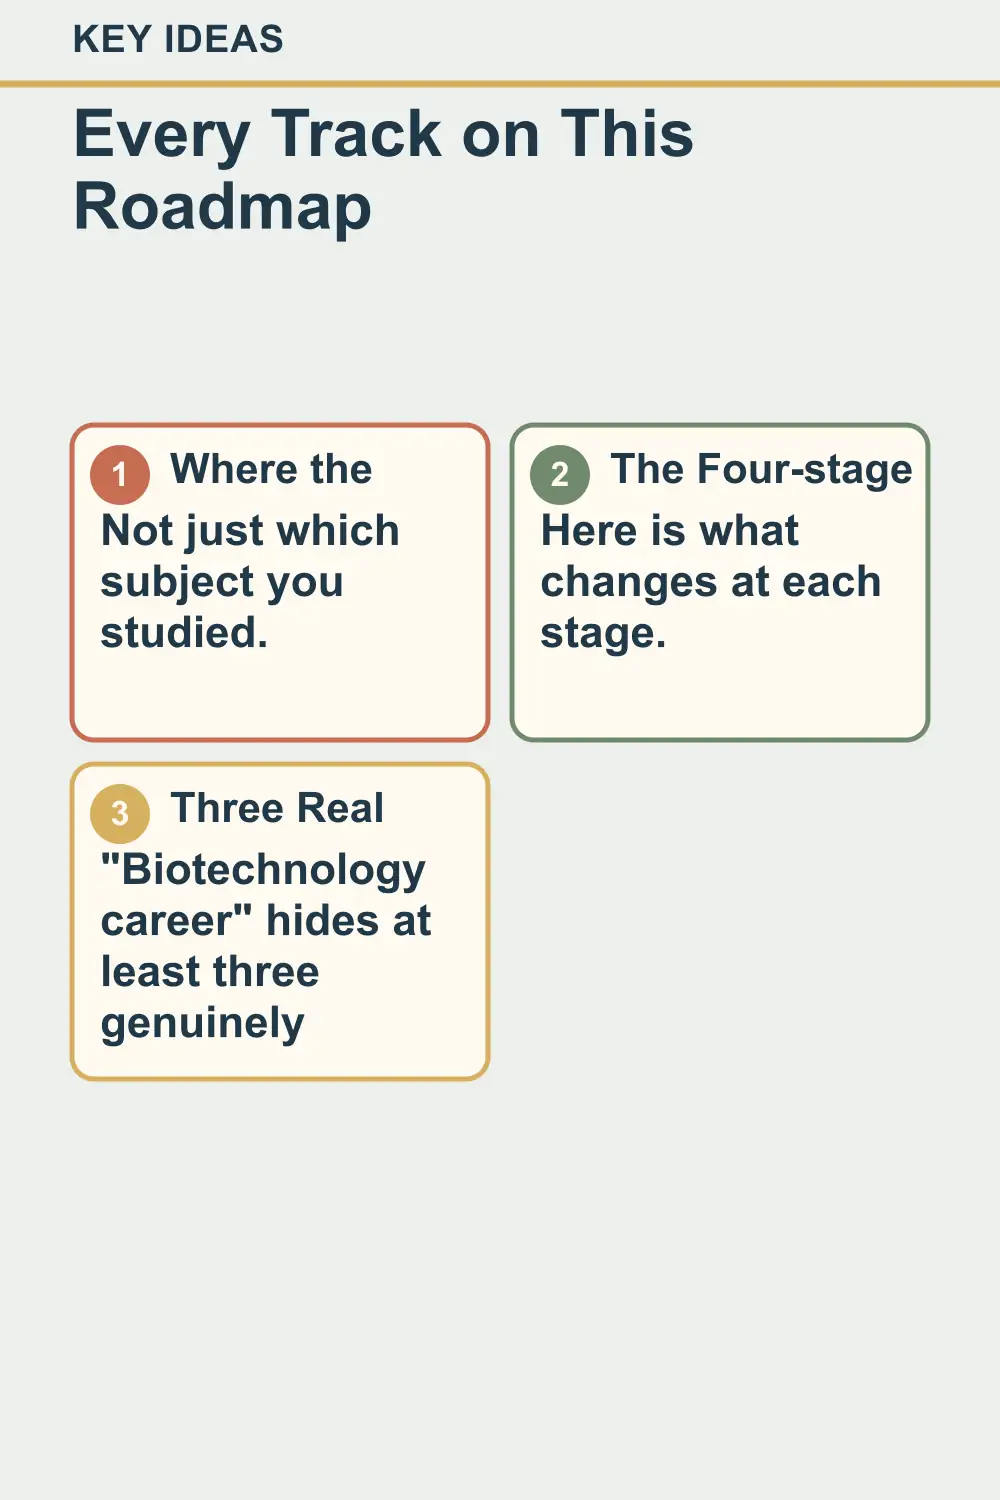 KEY IDEAS
Every Track on This
Roadmap
1 Where the
Not just which
subject you
studied.
2 The Four-stage
Here is what
changes at each
stage.
3 Three Real
"Biotechnology
career" hides at
least three
genuinely